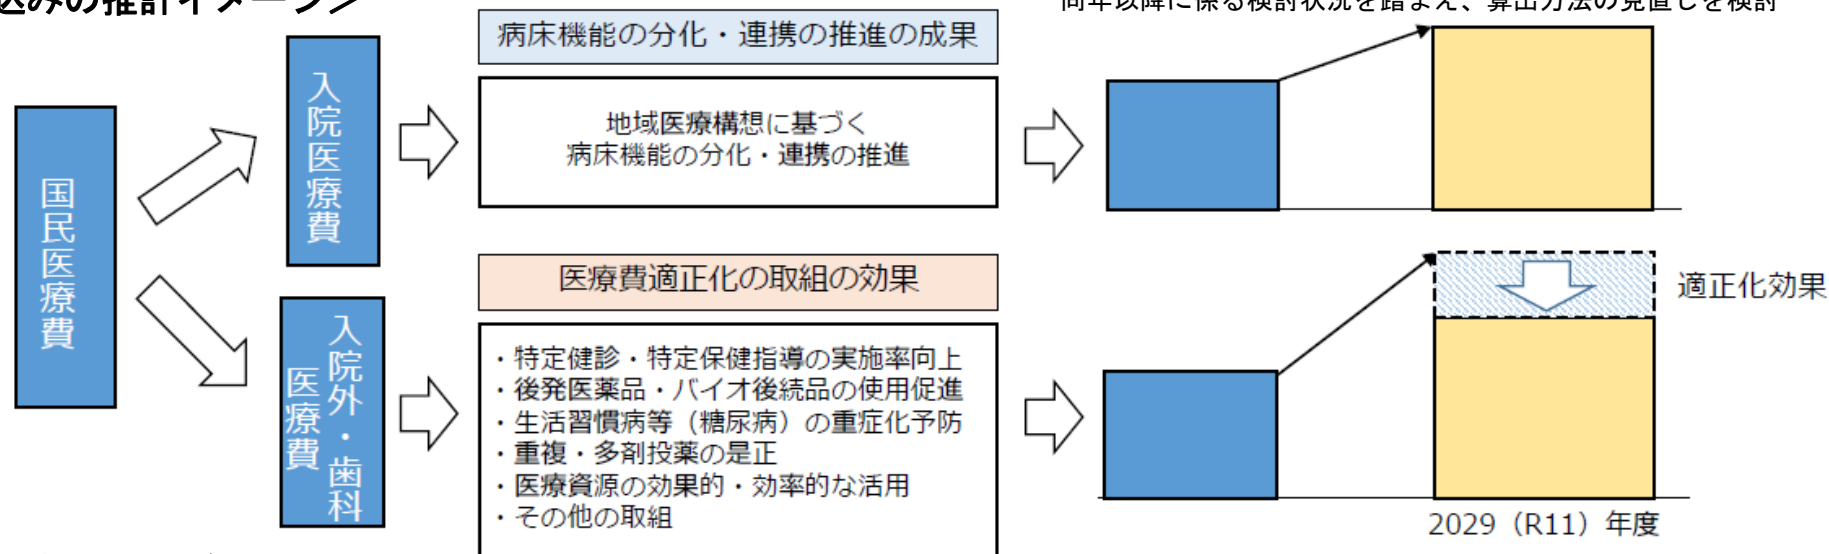 込みの推計イメージ／
同年以降に係る検討状況を踏まえ、算出方法の見直しを検討
国民医療費
入院医療費
病床機能の分化・連携の推進の成果
地域医療構想に基づく
病床機能の分化・連携の推進
入院外・歯科
医療費
医療費適正化の取組の効果
・特定健診・特定保健指導の実施率向上
・後発医薬品・バイオ後続品の使用促進
・生活習慣病等（糖尿病）の重症化予防
・重複・多剤投薬の是正
・医療資源の効果的・効率的な活用
・その他の取組
適正化効果
2029（R11）年度